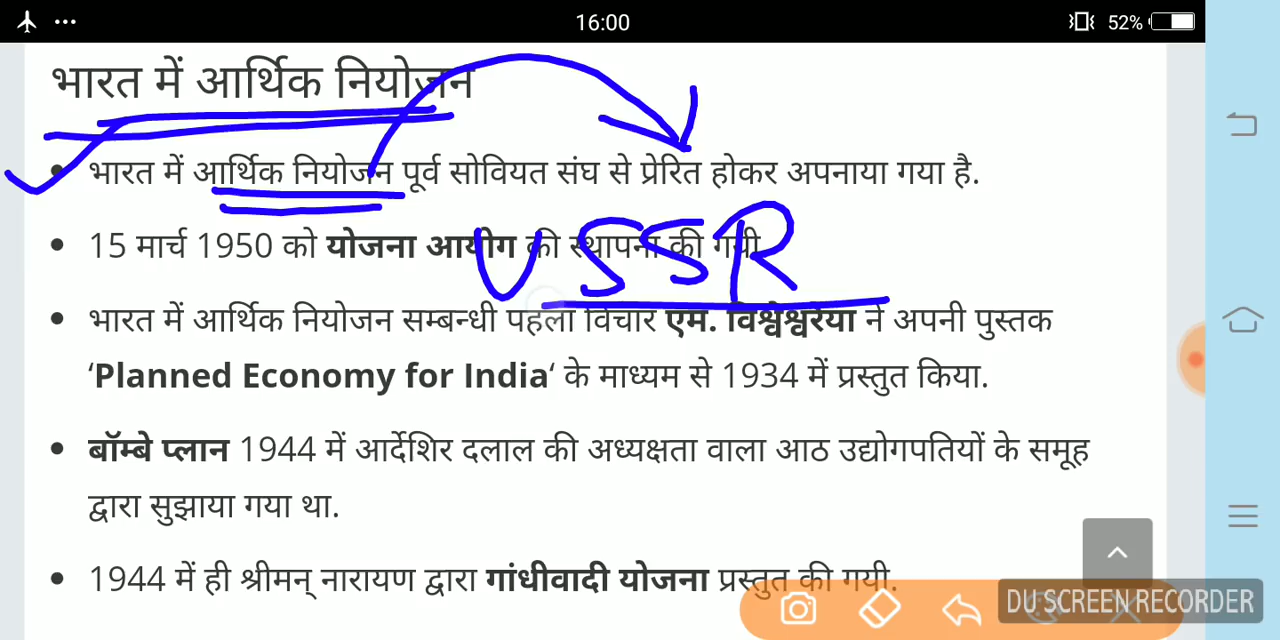 16:00
52%
भारत में आर्थिक नियोजन
• भारत में आर्थिक नियोजन पूर्व सोवियत संघ से प्रेरित होकर अपनाया गया है.
• 15 मार्च 1950 को योजना आयोग की स्थापना की गयी
USSR
• भारत में आर्थिक नियोजन सम्बन्धी पहला विचार एम. विश्वेश्वरैया ने अपनी पुस्तक
‘Planned Economy for India‘ के माध्यम से 1934 में प्रस्तुत किया.
• बॉम्बे प्लान 1944 में आर्देशिर दलाल की अध्यक्षता वाला आठ उद्योगपतियों के समूह
द्वारा सुझाया गया था.
• 1944 में ही श्रीमन् नारायण द्वारा गांधीवादी योजना प्रस्तुत की गयी.
DU SCREEN RECORDER